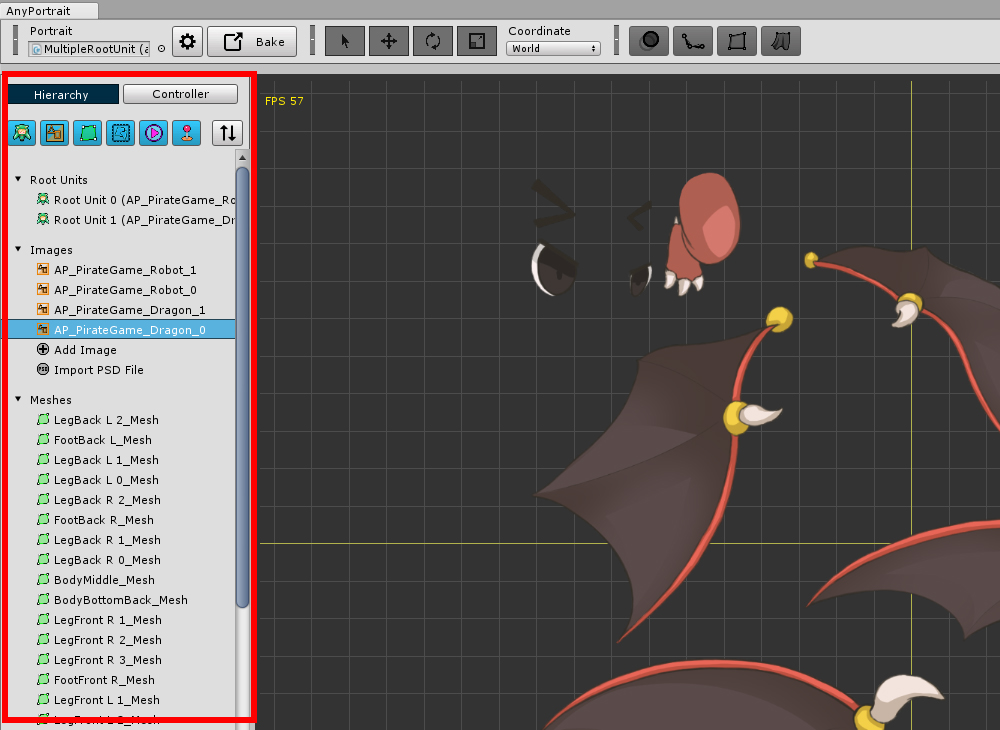 AnyPortrait
Portrait
MultipleRootUnit (a
Bake
Coordinate
World
Hierarchy
Controller
FPS 57
Root Units
Root Unit 0 (AP_PirateGame_Ro
Root Unit 1 (AP_PirateGame_Dr
Images
AP_PirateGame_Robot_1
AP_PirateGame_Robot_0
AP_PirateGame_Dragon_1
AP_PirateGame_Dragon_0
Add Image
Import PSD File
Meshes
LegBack L 2_Mesh
FootBack L_Mesh
LegBack L 1_Mesh
LegBack L 0_Mesh
LegBack R 2_Mesh
FootBack R_Mesh
LegBack R 1_Mesh
LegBack R 0_Mesh
BodyMiddle_Mesh
BodyBottomBack_Mesh
LegFront R 1_Mesh
LegFront R 2_Mesh
LegFront R 3_Mesh
FootFront R_Mesh
LegFront L 1_Mesh